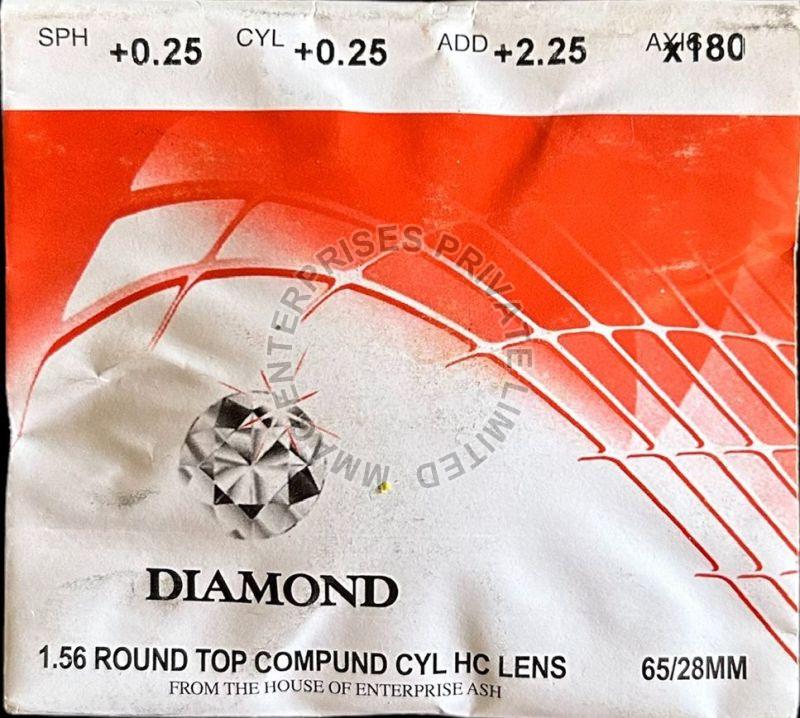 SPH +0.25 CYL +0.25 ADD +2.25 AXIS x180
MMAC ENTERPRISES PRIVATE LIMITED
DIAMOND
1.56 ROUND TOP COMPUND CYL HC LENS 65/28MM
FROM THE HOUSE OF ENTERPRISE ASH